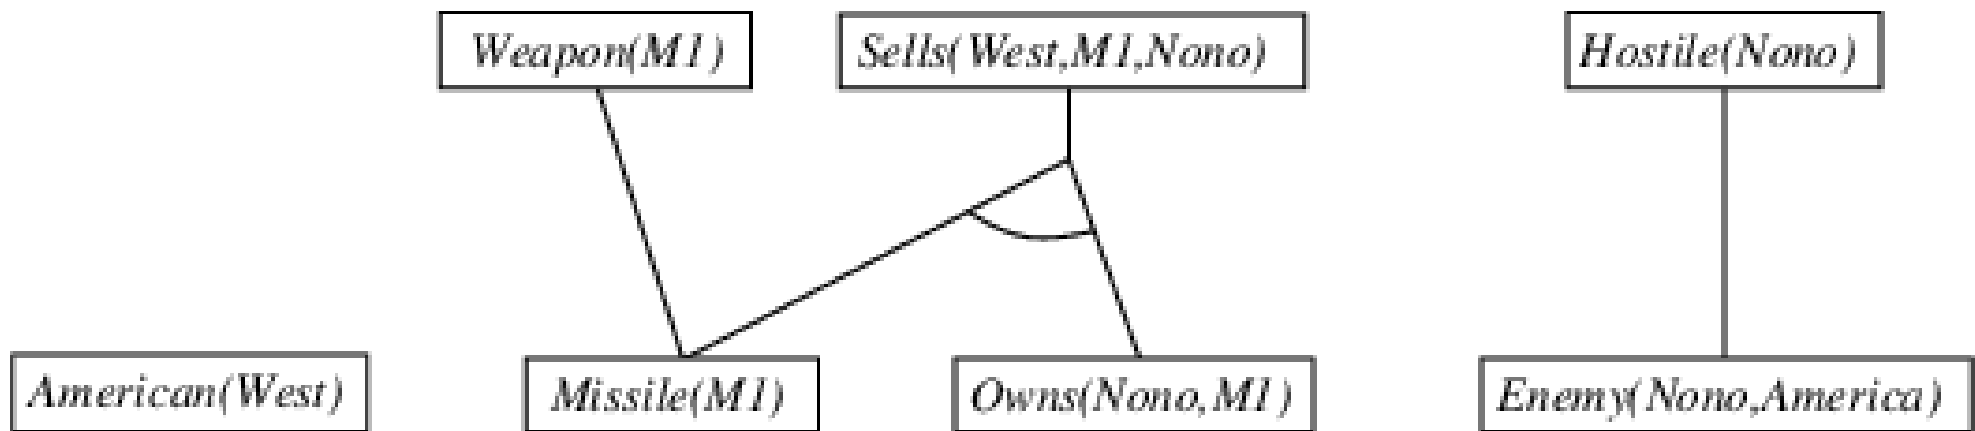 Weapon(M1)
Sells(West,M1,Nono)
Hostile(Nono)
American(West)
Missile(M1)
Owns(Nono,M1)
Enemy(Nono,America)